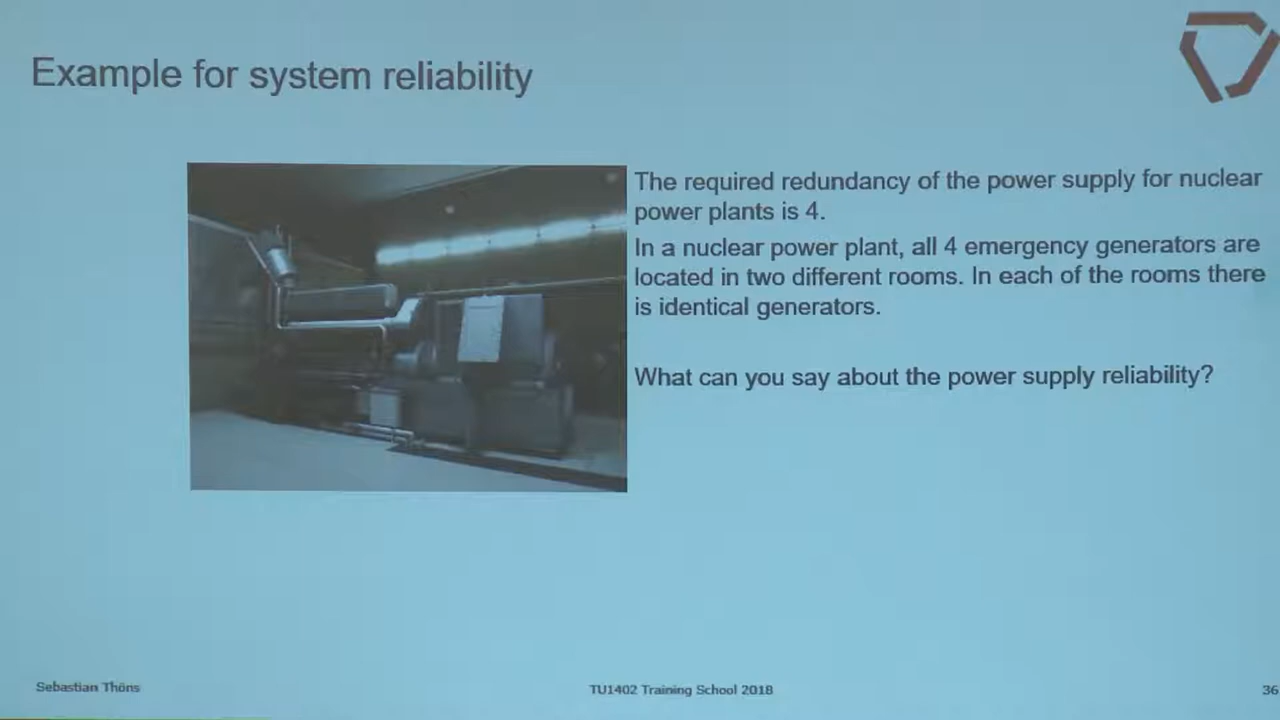 Example for system reliability
The required redundancy of the power supply for nuclear
power plants is 4.
In a nuclear power plant, all 4 emergency generators are
located in two different rooms. In each of the rooms there
is identical generators.
What can you say about the power supply reliability?
Sebastian Thöns
TU1402 Training School 2018
36